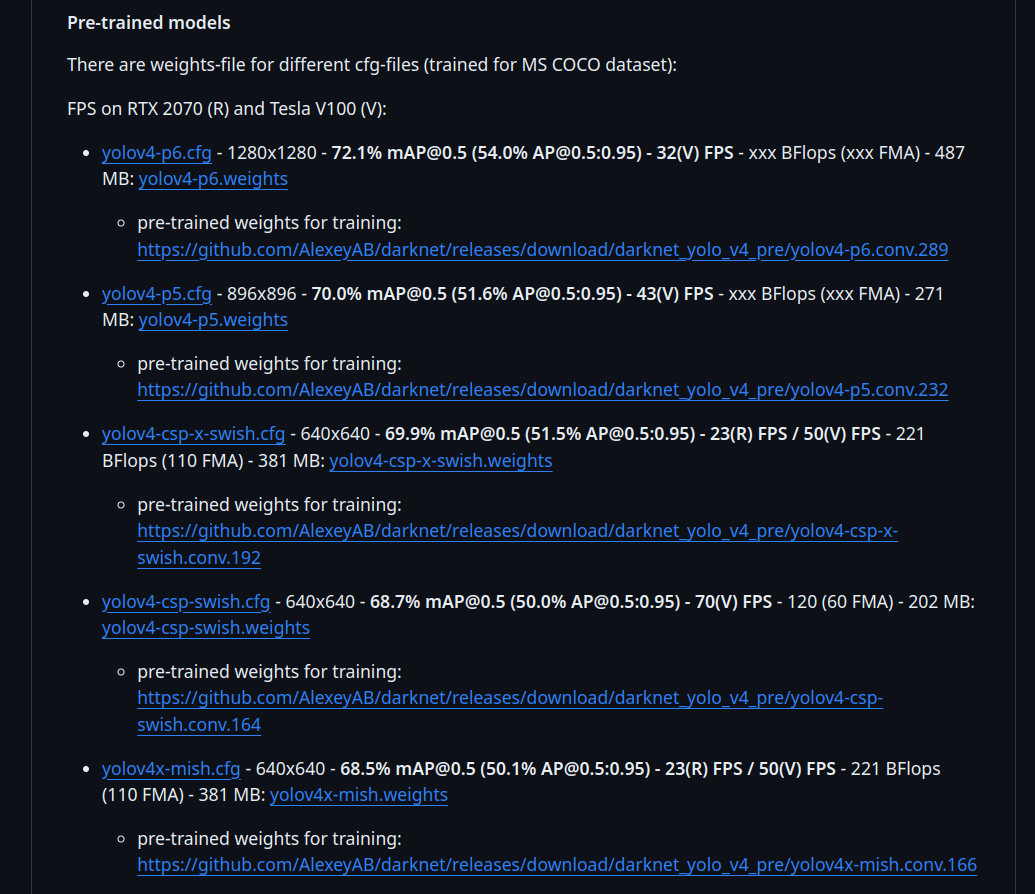 Pre-trained models
There are weights-file for different cfg-files (trained for MS COCO dataset):
FPS on RTX 2070 (R) and Tesla V100 (V):
yolov4-p6.cfg - 1280x1280 - 72.1% mAP@0.5 (54.0% AP@0.5:0.95) - 32(V) FPS - xxx BFlops (xxx FMA) - 487
MB: yolov4-p6.weights
pre-trained weights for training:
https://github.com/AlexeyAB/darknet/releases/download/darknet_yolo_v4_pre/yolov4-p6.conv.289
yolov4-p5.cfg - 896x896 - 70.0% mAP@0.5 (51.6% AP@0.5:0.95) - 43(V) FPS - xxx BFlops (xxx FMA) - 271
MB: yolov4-p5.weights
pre-trained weights for training:
https://github.com/AlexeyAB/darknet/releases/download/darknet_yolo_v4_pre/yolov4-p5.conv.232
yolov4-csp-x-swish.cfg - 640x640 - 69.9% mAP@0.5 (51.5% AP@0.5:0.95) - 23(R) FPS / 50(V) FPS - 221
BFlops (110 FMA) - 381 MB: yolov4-csp-x-swish.weights
pre-trained weights for training:
https://github.com/AlexeyAB/darknet/releases/download/darknet_yolo_v4_pre/yolov4-csp-x-
swish.conv.192
yolov4-csp-swish.cfg - 640x640 - 68.7% mAP@0.5 (50.0% AP@0.5:0.95) - 70(V) FPS - 120 (60 FMA) - 202 MB:
yolov4-csp-swish.weights
pre-trained weights for training:
https://github.com/AlexeyAB/darknet/releases/download/darknet_yolo_v4_pre/yolov4-csp-
swish.conv.164
yolov4x-mish.cfg - 640x640 - 68.5% mAP@0.5 (50.1% AP@0.5:0.95) - 23(R) FPS / 50(V) FPS - 221 BFlops
(110 FMA) - 381 MB: yolov4x-mish.weights
pre-trained weights for training:
https://github.com/AlexeyAB/darknet/releases/download/darknet_yolo_v4_pre/yolov4x-mish.conv.166